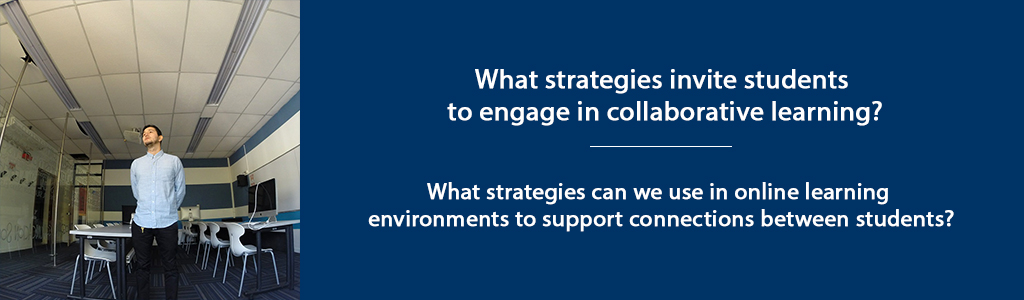 What strategies invite students
to engage in collaborative learning?
What strategies can we use in online learning
environments to support connections between students?